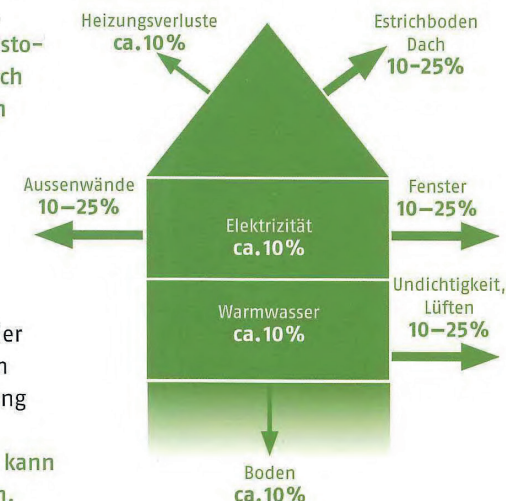 Heizungsverluste
ca. 10%
Estrichboden
Dach
10–25%
Aussenwände
10–25%
Fenster
10–25%
Elektrizität
ca. 10%
Undichtigkeit,
Lüften
10–25%
Warmwasser
ca. 10%
Boden
ca. 10%
kann